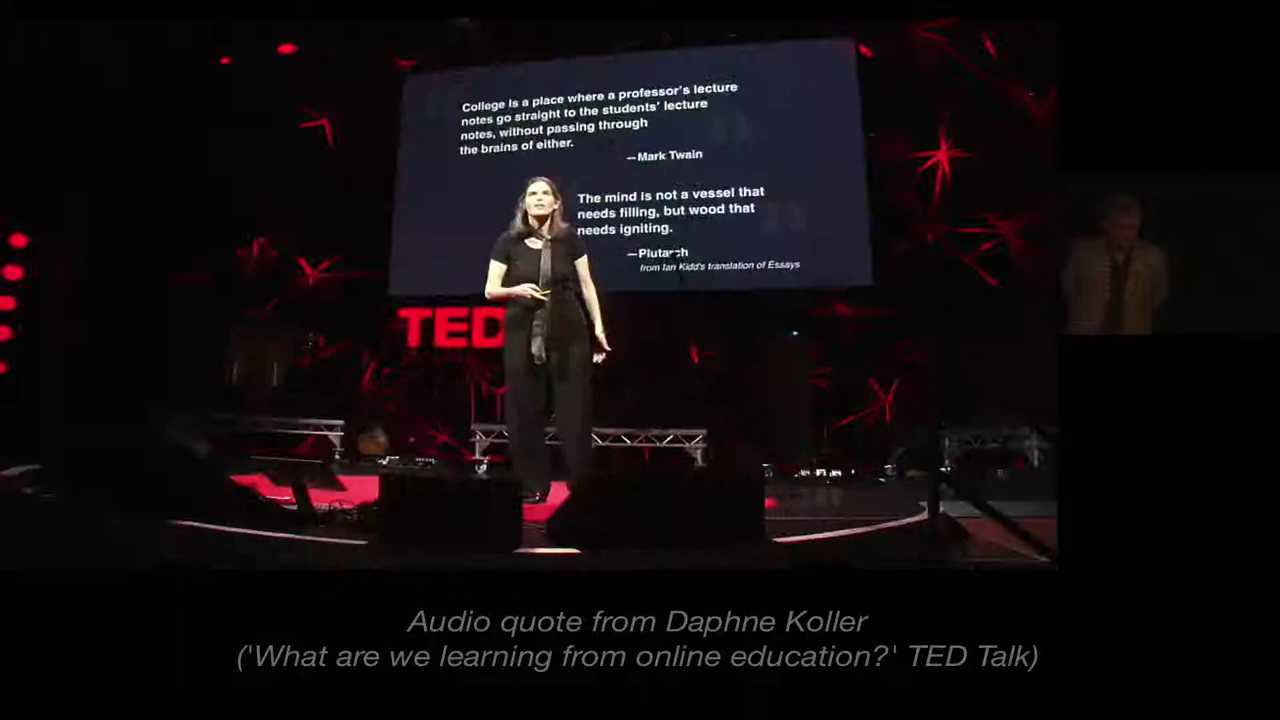 College is a place where a professor's lecture
notes go straight to the students' lecture
notes, without passing through
the brains of either.
—Mark Twain
The mind is not a vessel that
needs filling, but wood that
needs igniting.
—Plutarch
from Ian Kidd's translation of Essays
TED
Audio quote from Daphne Koller
('What are we learning from online education?' TED Talk)